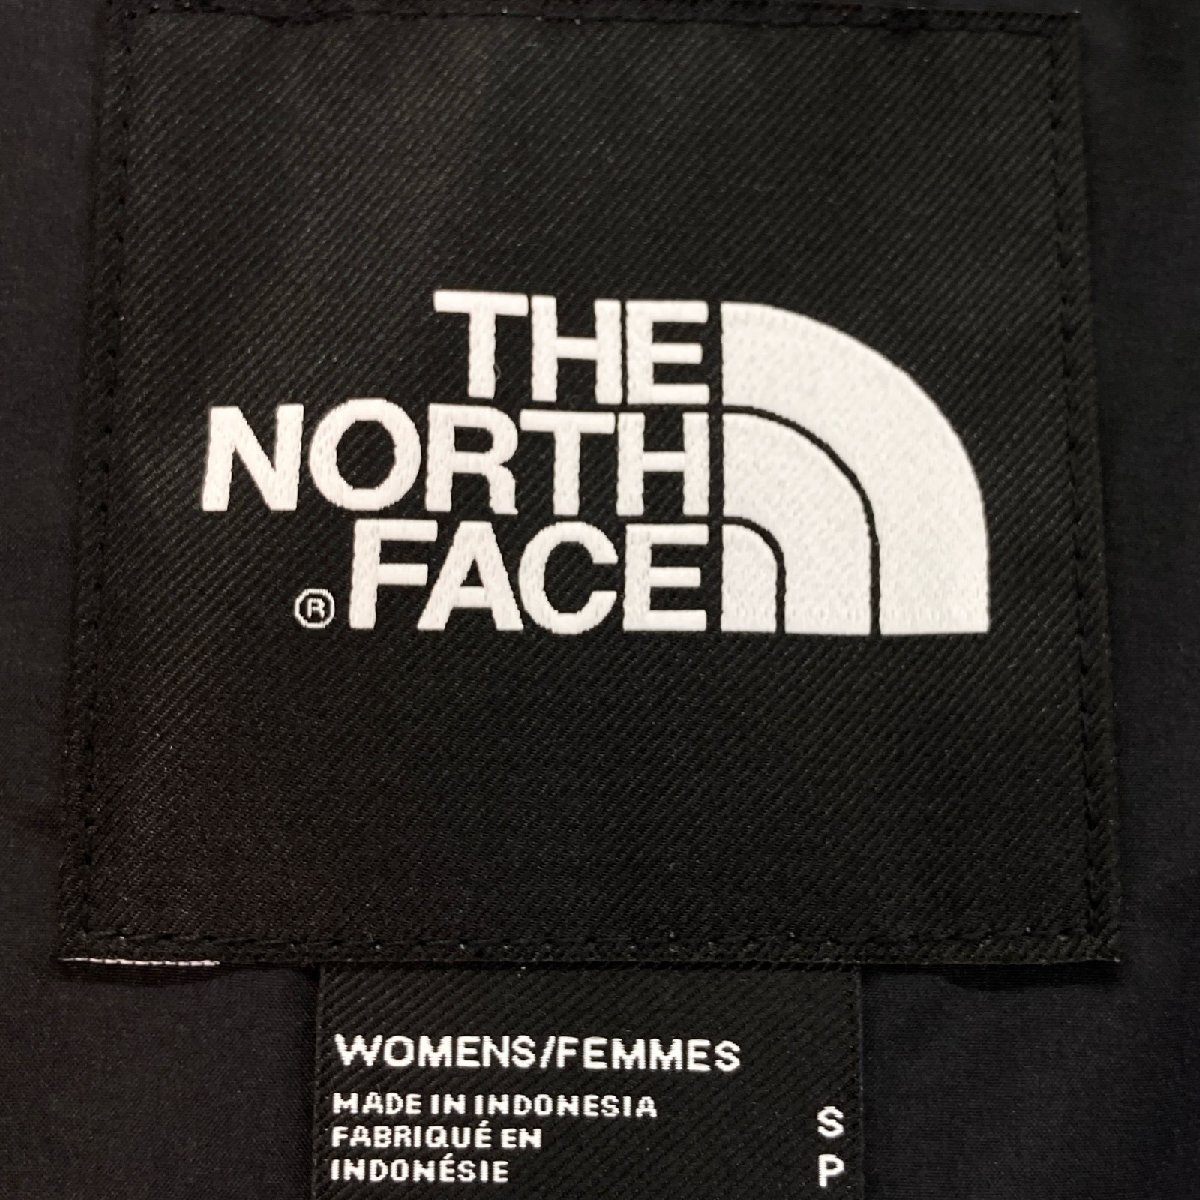 THE
NORTH
® FACE
WOMENS/FEMMES
MADE IN INDONESIA
FABRIQUÉ EN
INDONÉSIE
S
P